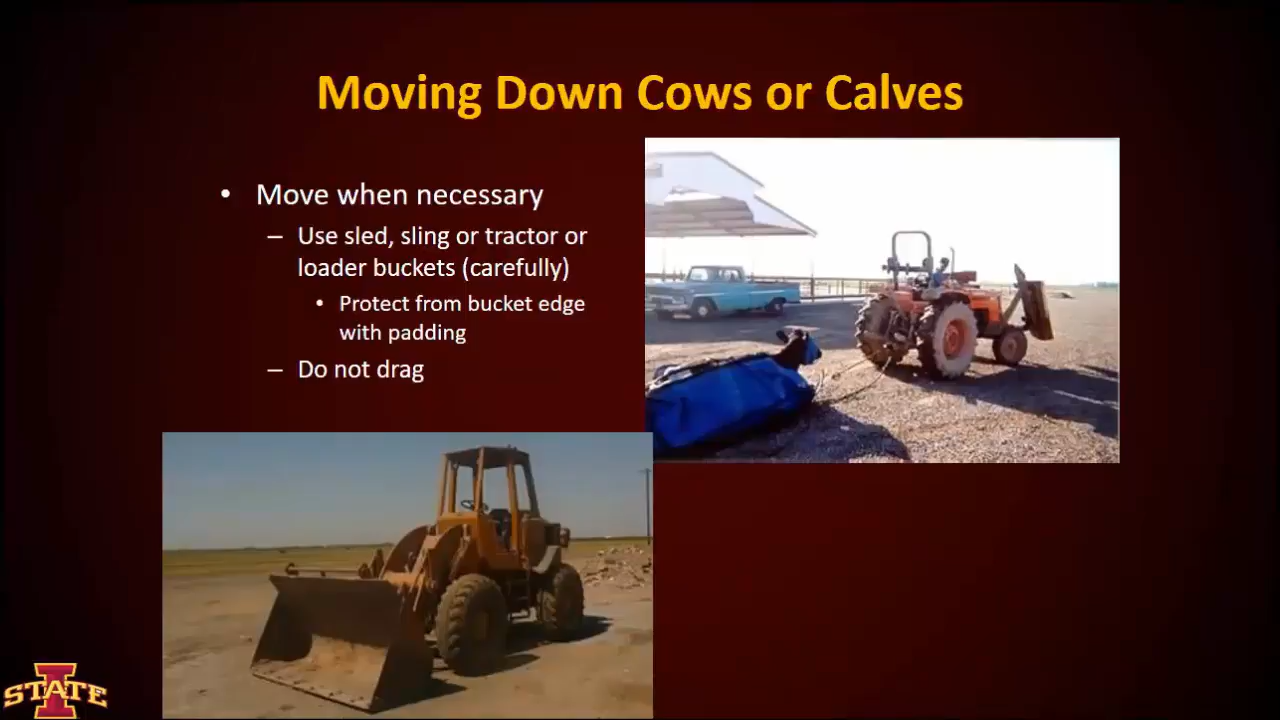 Moving Down Cows or Calves
• Move when necessary
– Use sled, sling or tractor or
loader buckets (carefully)
• Protect from bucket edge
with padding
– Do not drag
STATE